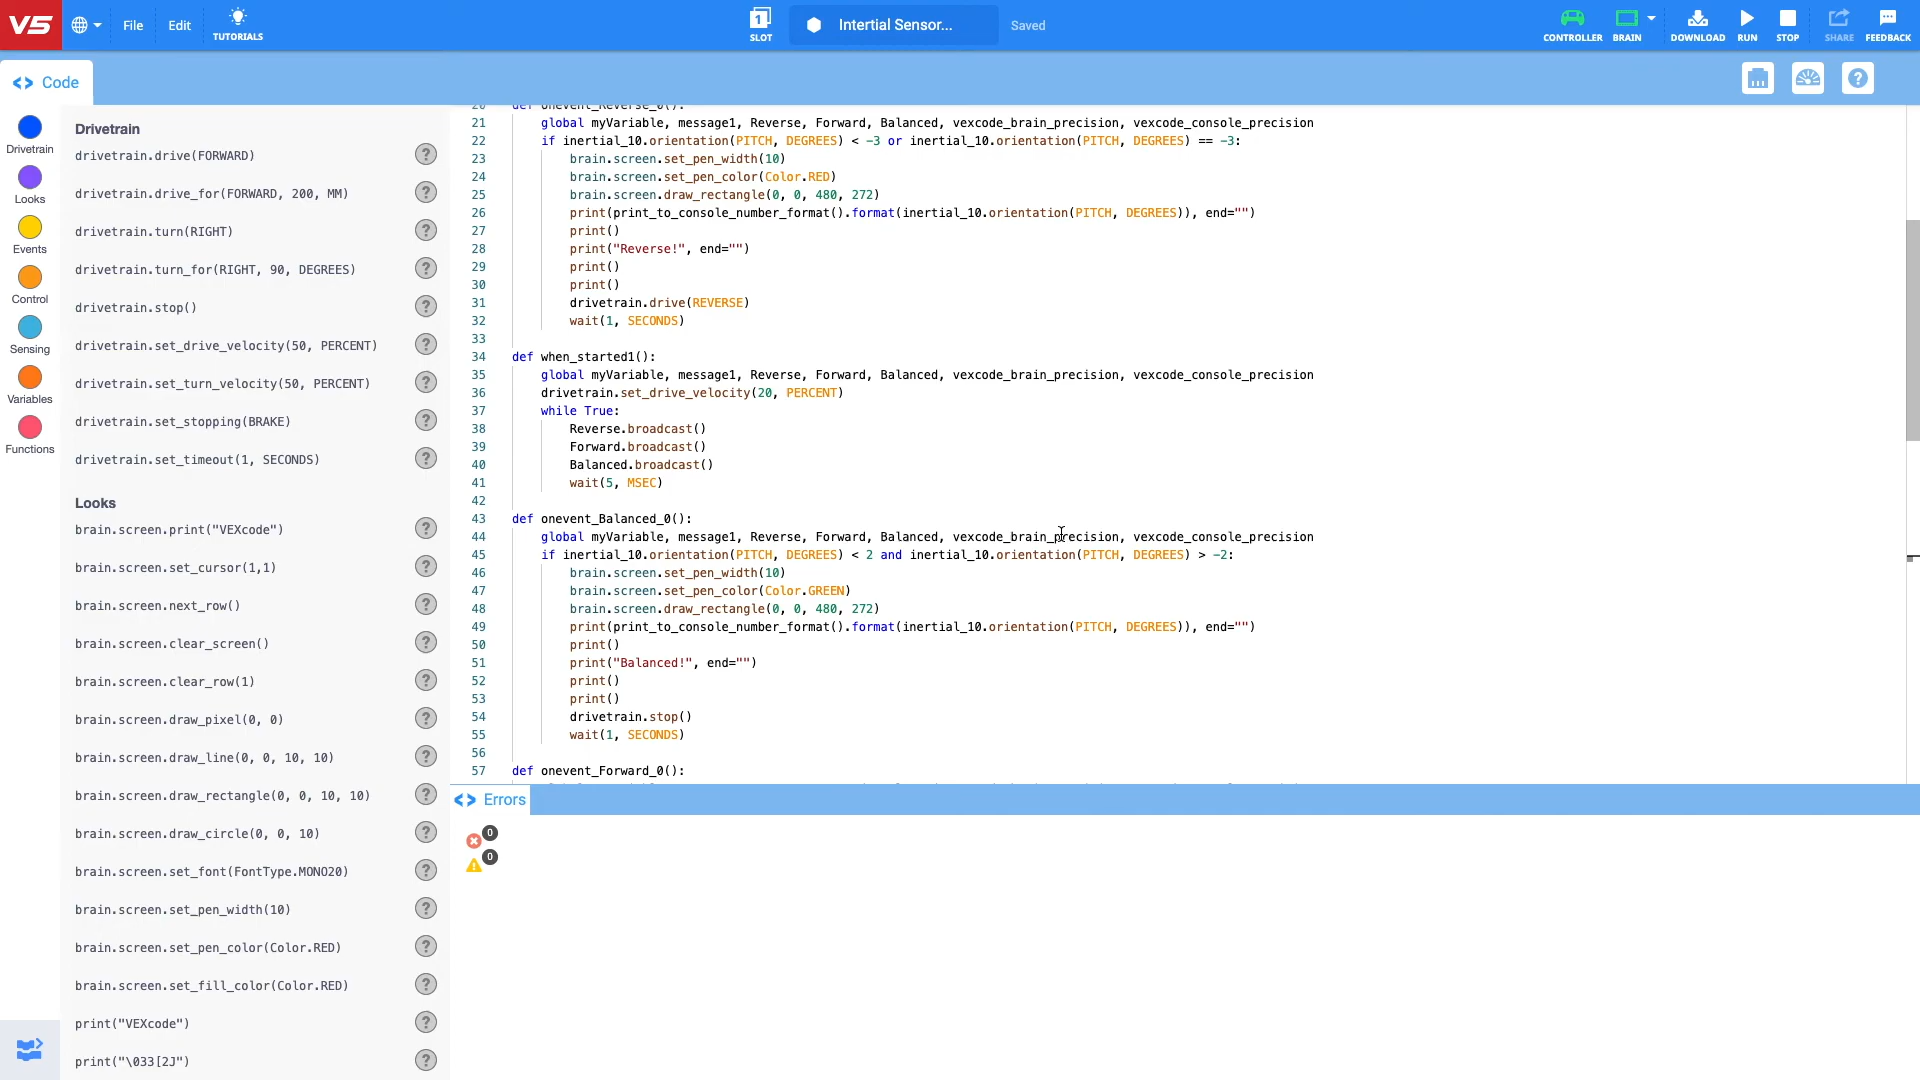 V5
File
Edit
TUTORIALS
1
SLOT
Intertial Sensor...
Saved
CONTROLLER
BRAIN
DOWNLOAD
RUN
STOP
SHARE
FEEDBACK
<> Code
?
Drivetrain
Looks
Events
Control
Sensing
Variables
Functions
Drivetrain
drivetrain.drive(FORWARD) ?
drivetrain.drive_for(FORWARD, 200, MM) ?
drivetrain.turn(RIGHT) ?
drivetrain.turn_for(RIGHT, 90, DEGREES) ?
drivetrain.stop() ?
drivetrain.set_drive_velocity(50, PERCENT) ?
drivetrain.set_turn_velocity(50, PERCENT) ?
drivetrain.set_stopping(BRAKE) ?
drivetrain.set_timeout(1, SECONDS) ?
Looks
brain.screen.print("VEXcode") ?
brain.screen.set_cursor(1,1) ?
brain.screen.next_row() ?
brain.screen.clear_screen() ?
brain.screen.clear_row(1) ?
brain.screen.draw_pixel(0, 0) ?
brain.screen.draw_line(0, 0, 10, 10) ?
brain.screen.draw_rectangle(0, 0, 10, 10) ?
brain.screen.draw_circle(0, 0, 10) ?
brain.screen.set_font(FontType.MONO20) ?
brain.screen.set_pen_width(10) ?
brain.screen.set_pen_color(Color.RED) ?
brain.screen.set_fill_color(Color.RED) ?
print("VEXcode") ?
print("\033[2J") ?
20 def onevent_Reverse_0():
21 global myVariable, message1, Reverse, Forward, Balanced, vexcode_brain_precision, vexcode_console_precision
22 if inertial_10.orientation(PITCH, DEGREES) < -3 or inertial_10.orientation(PITCH, DEGREES) == -3:
23 brain.screen.set_pen_width(10)
24 brain.screen.set_pen_color(Color.RED)
25 brain.screen.draw_rectangle(0, 0, 480, 272)
26 print(print_to_console_number_format().format(inertial_10.orientation(PITCH, DEGREES)), end="")
27 print()
28 print("Reverse!", end="")
29 print()
30 print()
31 drivetrain.drive(REVERSE)
32 wait(1, SECONDS)
33
34 def when_started1():
35 global myVariable, message1, Reverse, Forward, Balanced, vexcode_brain_precision, vexcode_console_precision
36 drivetrain.set_drive_velocity(20, PERCENT)
37 while True:
38 Reverse.broadcast()
39 Forward.broadcast()
40 Balanced.broadcast()
41 wait(5, MSEC)
42
43 def onevent_Balanced_0():
44 global myVariable, message1, Reverse, Forward, Balanced, vexcode_brain_precision, vexcode_console_precision
45 if inertial_10.orientation(PITCH, DEGREES) < 2 and inertial_10.orientation(PITCH, DEGREES) > -2:
46 brain.screen.set_pen_width(10)
47 brain.screen.set_pen_color(Color.GREEN)
48 brain.screen.draw_rectangle(0, 0, 480, 272)
49 print(print_to_console_number_format().format(inertial_10.orientation(PITCH, DEGREES)), end="")
50 print()
51 print("Balanced!", end="")
52 print()
53 print()
54 drivetrain.stop()
55 wait(1, SECONDS)
56
57 def onevent_Forward_0():
<> Errors
0
0